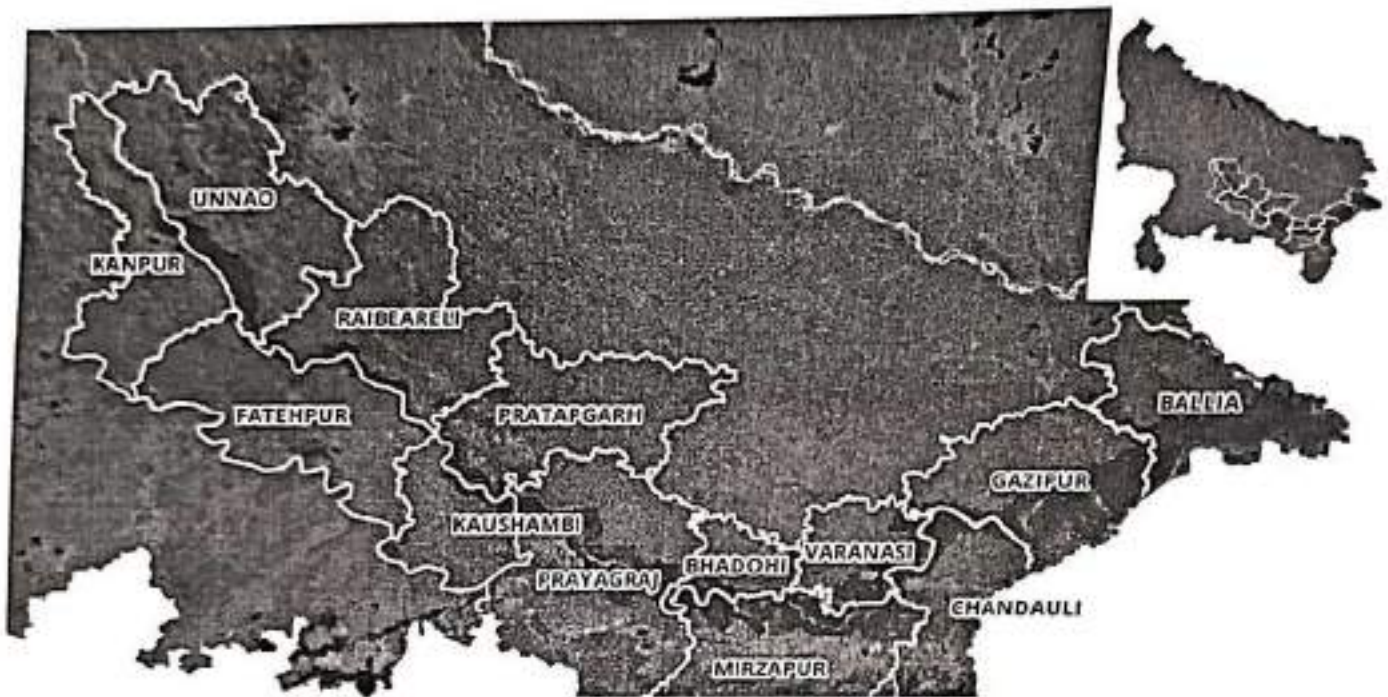 UNNAO
KANPUR
RAIBEARELI
FATEHPUR
PRATAPGARH
BALLIA
GAZIPUR
KAUSHAMBI
PRAYAGRAJ
BHADOHI
VARANASI
CHANDAULI
MIRZAPUR